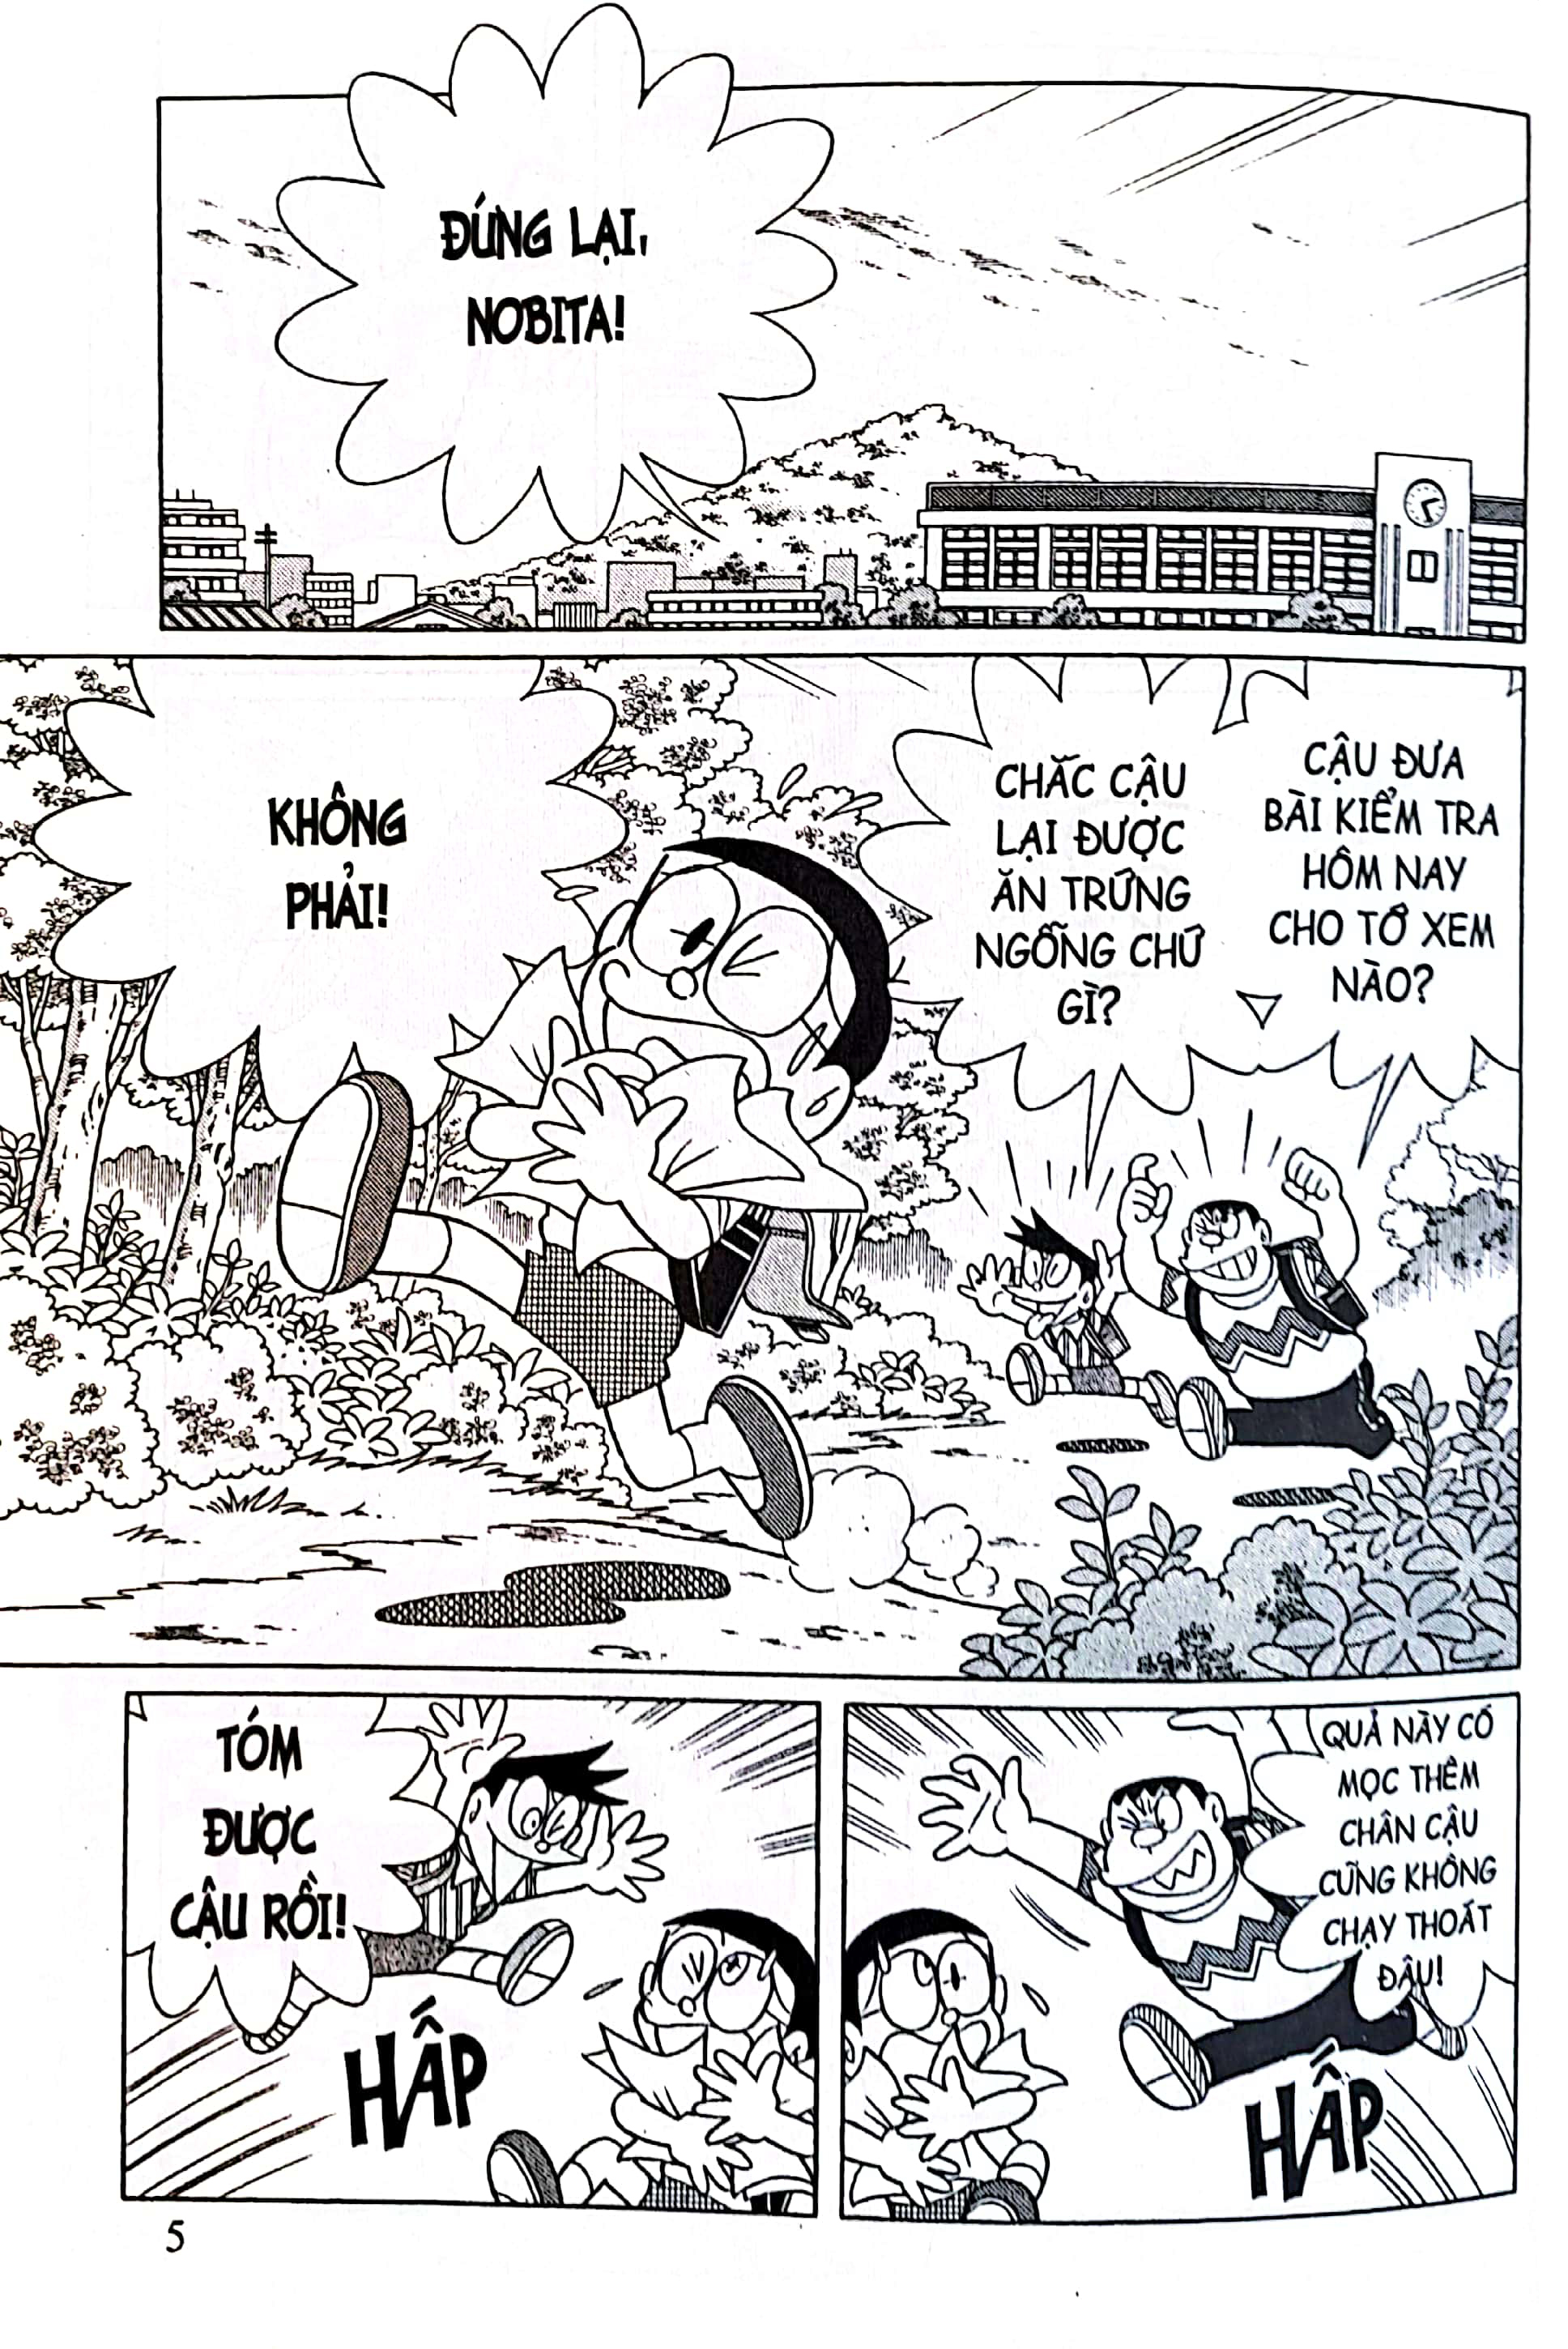 ĐỨNG LẠI,
NOBITA!
CẬU ĐƯA
BÀI KIỂM TRA
HÔM NAY
CHO TỚ XEM
NÀO?
CHẮC CẬU
LẠI ĐƯỢC
ĂN TRỨNG
NGỖNG CHỨ
GÌ?
KHÔNG
PHẢI!
QUẢ NÀY CÓ
MỌC THÊM
CHÂN CẬU
CŨNG KHÔNG
CHẠY THOÁT
ĐÂU!
HẤP
TÓM
ĐƯỢC
CẬU RỒI!
HẤP
5